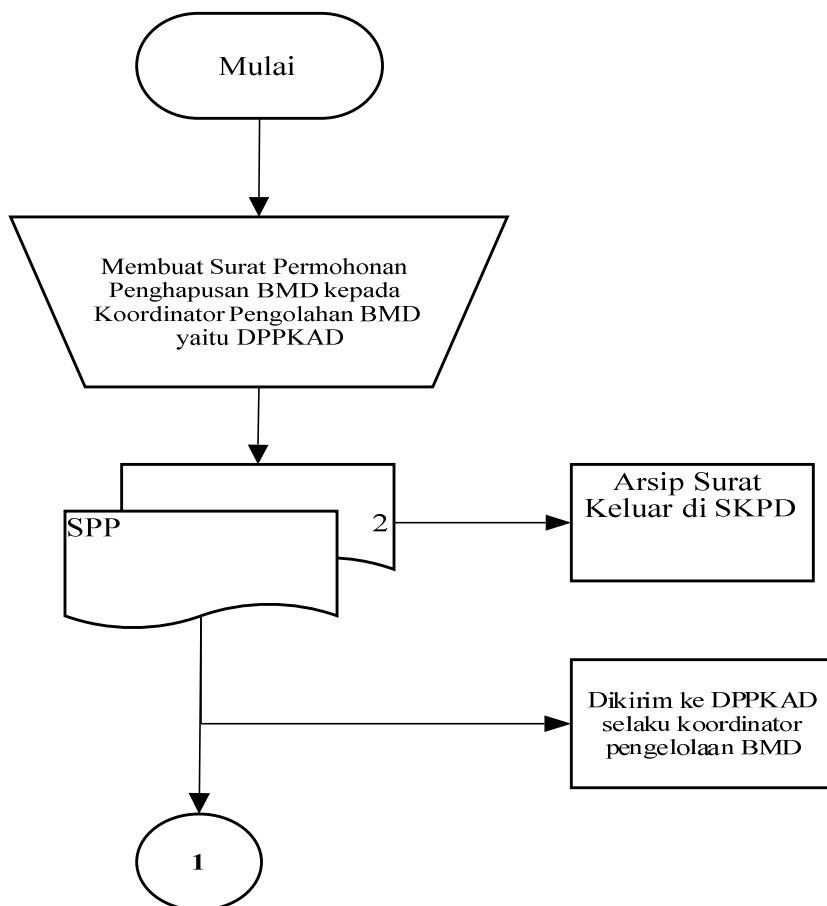 Mulai
Membuat Surat Permohonan
Penghapusan BMD kepada
Koordinator Pengolahan BMD
yaitu DPPKAD
SPP
2
Arsip Surat
Keluar di SKPD
Dikirim ke DPPKAD
selaku koordinator
pengelolaan BMD
1